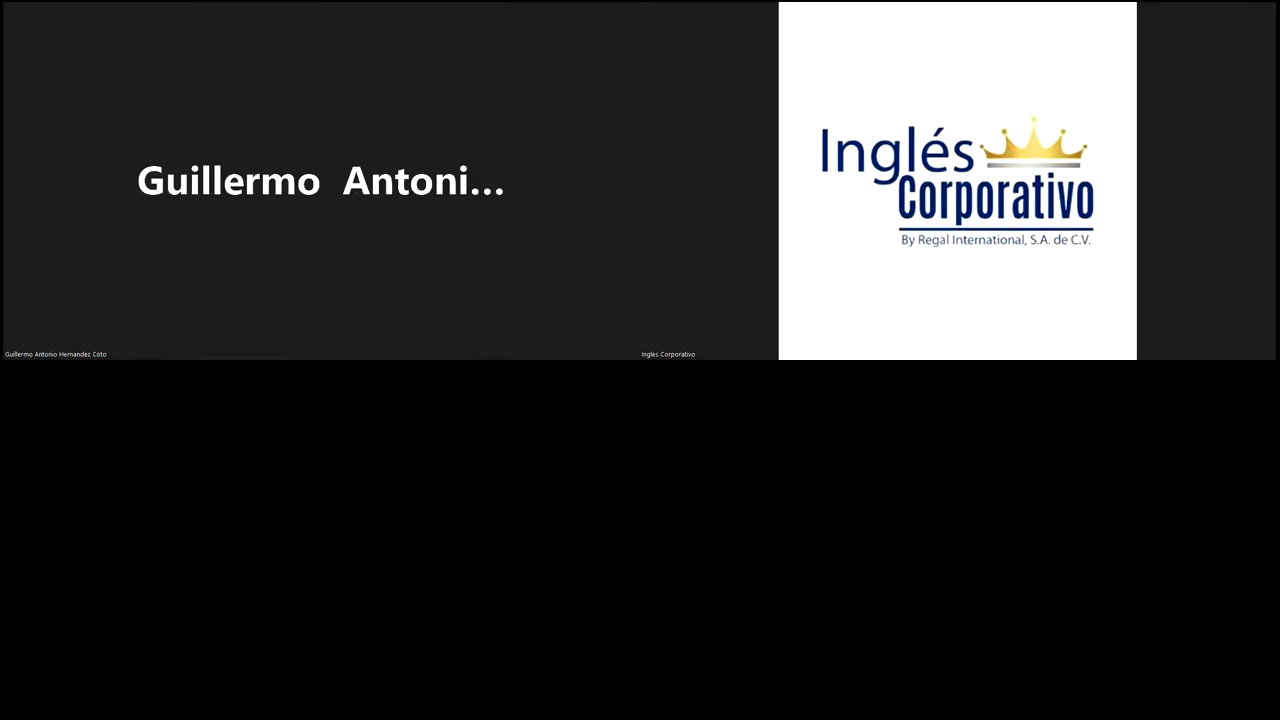 Guillermo Antoni...
Inglés
Corporativo
By Regal International, S.A. de C.V.
Guillermo Antonio Hernandez Coto
Ingles Corporativo